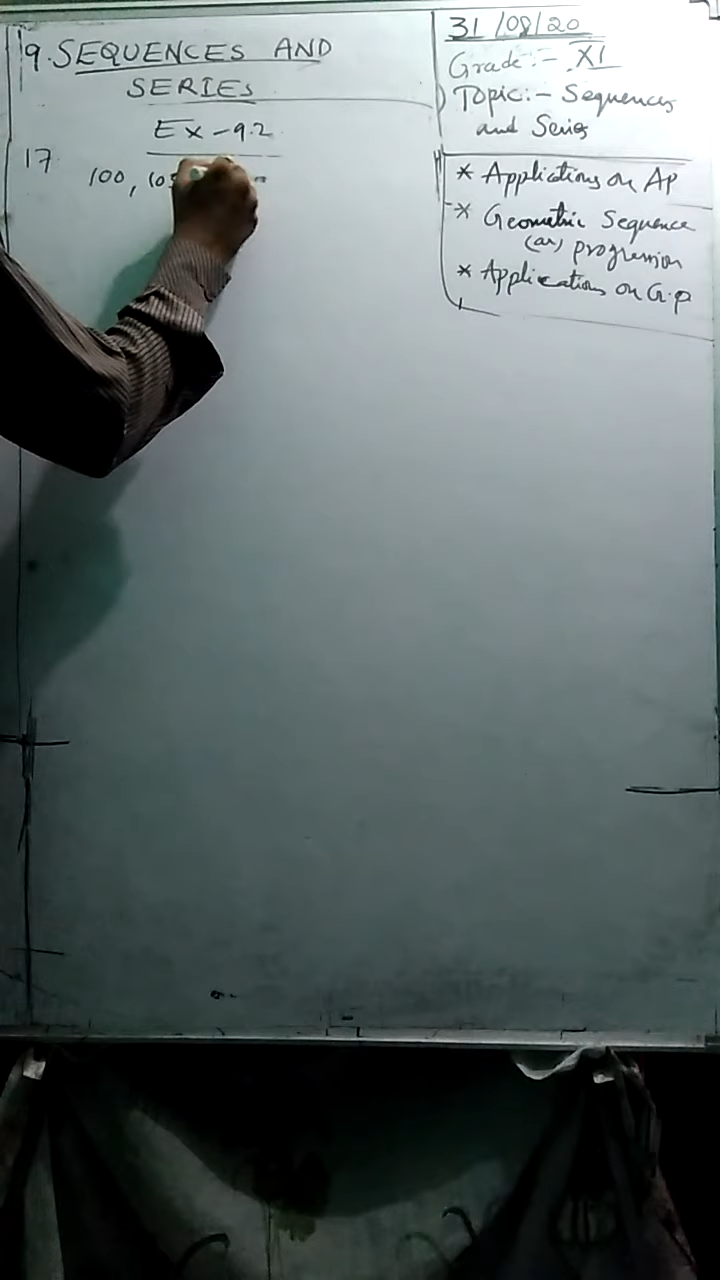 9. SEQUENCES AND
SERIES
Ex - 9.2
17. 100, 105
31/08/20
Grade:- XI
Topic:- Sequences
and Series
* Applications on AP
* Geometric Sequence
(or) progression
* Applications on G.P